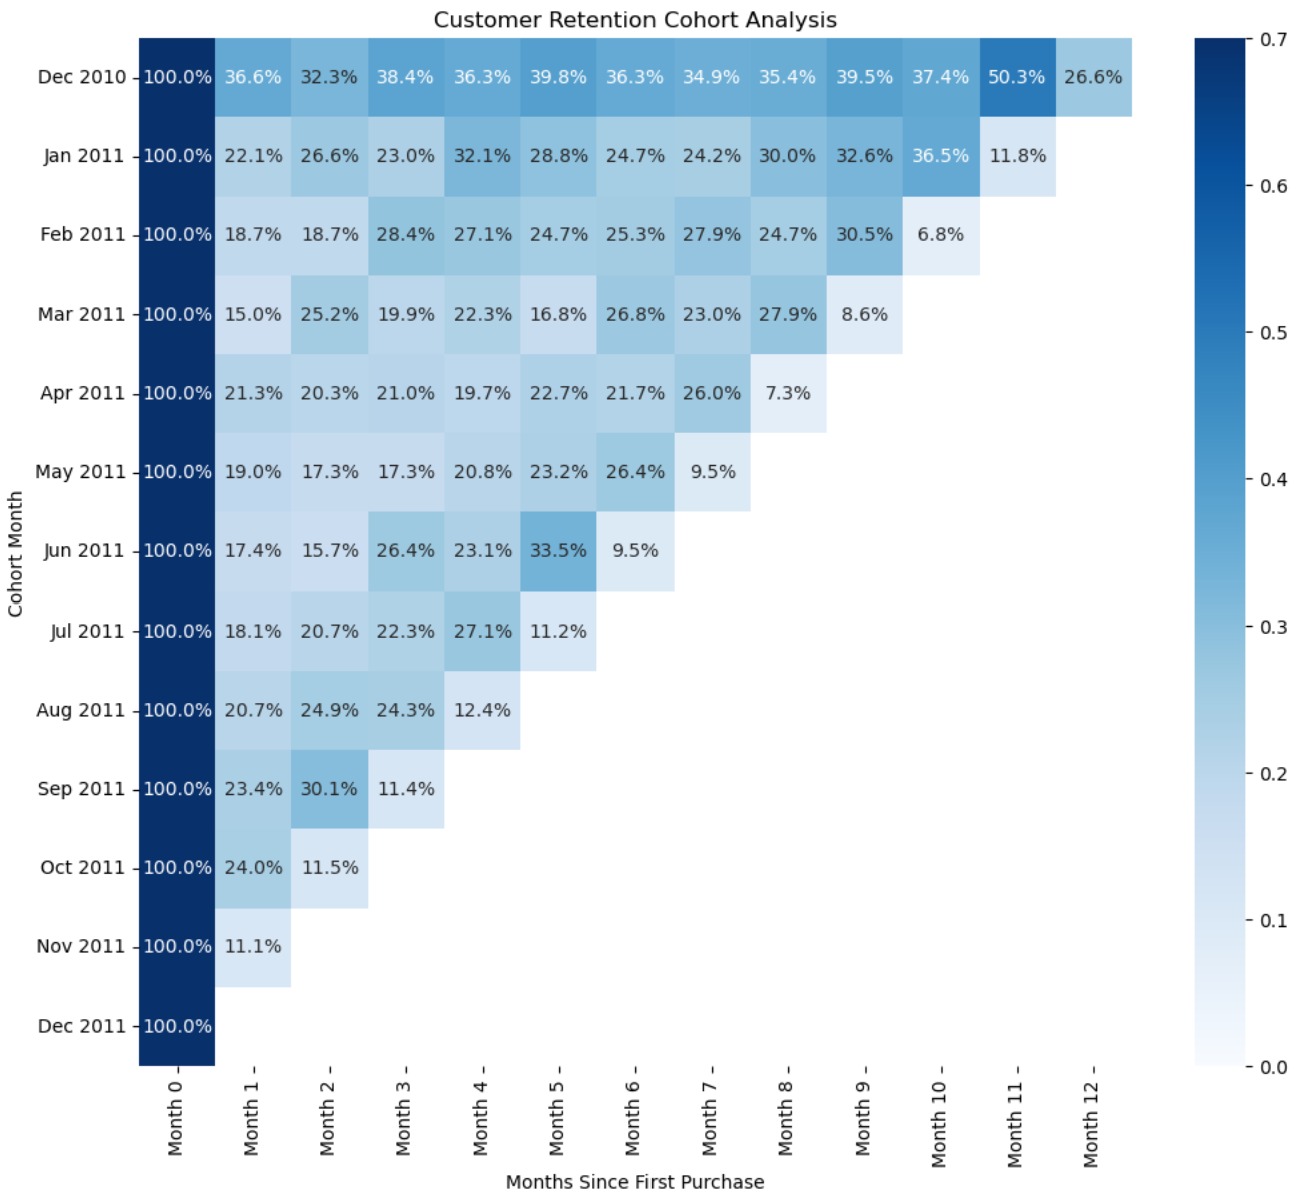 Customer Retention Cohort Analysis
Dec 2010 100.0% 36.6% 32.3% 38.4% 36.3% 39.8% 36.3% 34.9% 35.4% 39.5% 37.4% 50.3% 26.6%
Jan 2011 100.0% 22.1% 26.6% 23.0% 32.1% 28.8% 24.7% 24.2% 30.0% 32.6% 36.5% 11.8%
Feb 2011 100.0% 18.7% 18.7% 28.4% 27.1% 24.7% 25.3% 27.9% 24.7% 30.5% 6.8%
Mar 2011 100.0% 15.0% 25.2% 19.9% 22.3% 16.8% 26.8% 23.0% 27.9% 8.6%
Apr 2011 100.0% 21.3% 20.3% 21.0% 19.7% 22.7% 21.7% 26.0% 7.3%
May 2011 100.0% 19.0% 17.3% 17.3% 20.8% 23.2% 26.4% 9.5%
Jun 2011 100.0% 17.4% 15.7% 26.4% 23.1% 33.5% 9.5%
Jul 2011 100.0% 18.1% 20.7% 22.3% 27.1% 11.2%
Aug 2011 100.0% 20.7% 24.9% 24.3% 12.4%
Sep 2011 100.0% 23.4% 30.1% 11.4%
Oct 2011 100.0% 24.0% 11.5%
Nov 2011 100.0% 11.1%
Dec 2011 100.0%
Cohort Month
Month 0 Month 1 Month 2 Month 3 Month 4 Month 5 Month 6 Month 7 Month 8 Month 9 Month 10 Month 11 Month 12
Months Since First Purchase
0.7
0.6
0.5
0.4
0.3
0.2
0.1
0.0